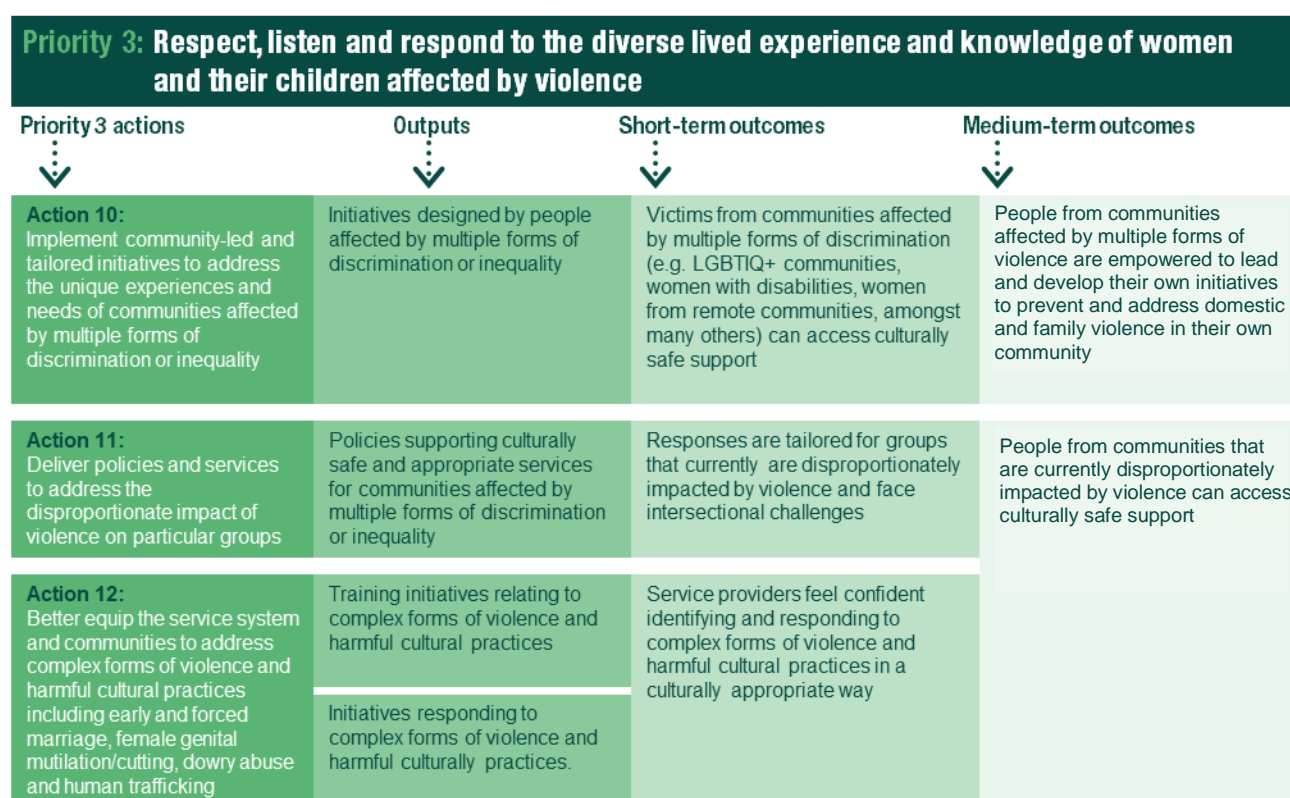 Priority 3: Respect, listen and respond to the diverse lived experience and knowledge of women
and their children affected by violence
Priority 3 actions
Outputs
Short-term outcomes
Medium-term outcomes
Action 10:
Implement community-led and
tailored initiatives to address
the unique experiences and
needs of communities affected
by multiple forms of
discrimination or inequality
Initiatives designed by people
affected by multiple forms of
discrimination or inequality
Victims from communities affected
by multiple forms of discrimination
(e.g. LGBTIQ+ communities,
women with disabilities, women
from remote communities, amongst
many others) can access culturally
safe support
People from communities
affected by multiple forms of
violence are empowered to lead
and develop their own initiatives
to prevent and address domestic
and family violence in their own
community
Action 11:
Deliver policies and services
to address the
disproportionate impact of
violence on particular groups
Policies supporting culturally
safe and appropriate services
for communities affected by
multiple forms of discrimination
or inequality
Responses are tailored for groups
that currently are disproportionately
impacted by violence and face
intersectional challenges
People from communities that
are currently disproportionately
impacted by violence can access
culturally safe support
Action 12:
Better equip the service system
and communities to address
complex forms of violence and
harmful cultural practices
including early and forced
marriage, female genital
mutilation/cutting, dowry abuse
and human trafficking
Training initiatives relating to
complex forms of violence and
harmful cultural practices
Initiatives responding to
complex forms of violence and
harmful culturally practices.
Service providers feel confident
identifying and responding to
complex forms of violence and
harmful cultural practices in a
culturally appropriate way